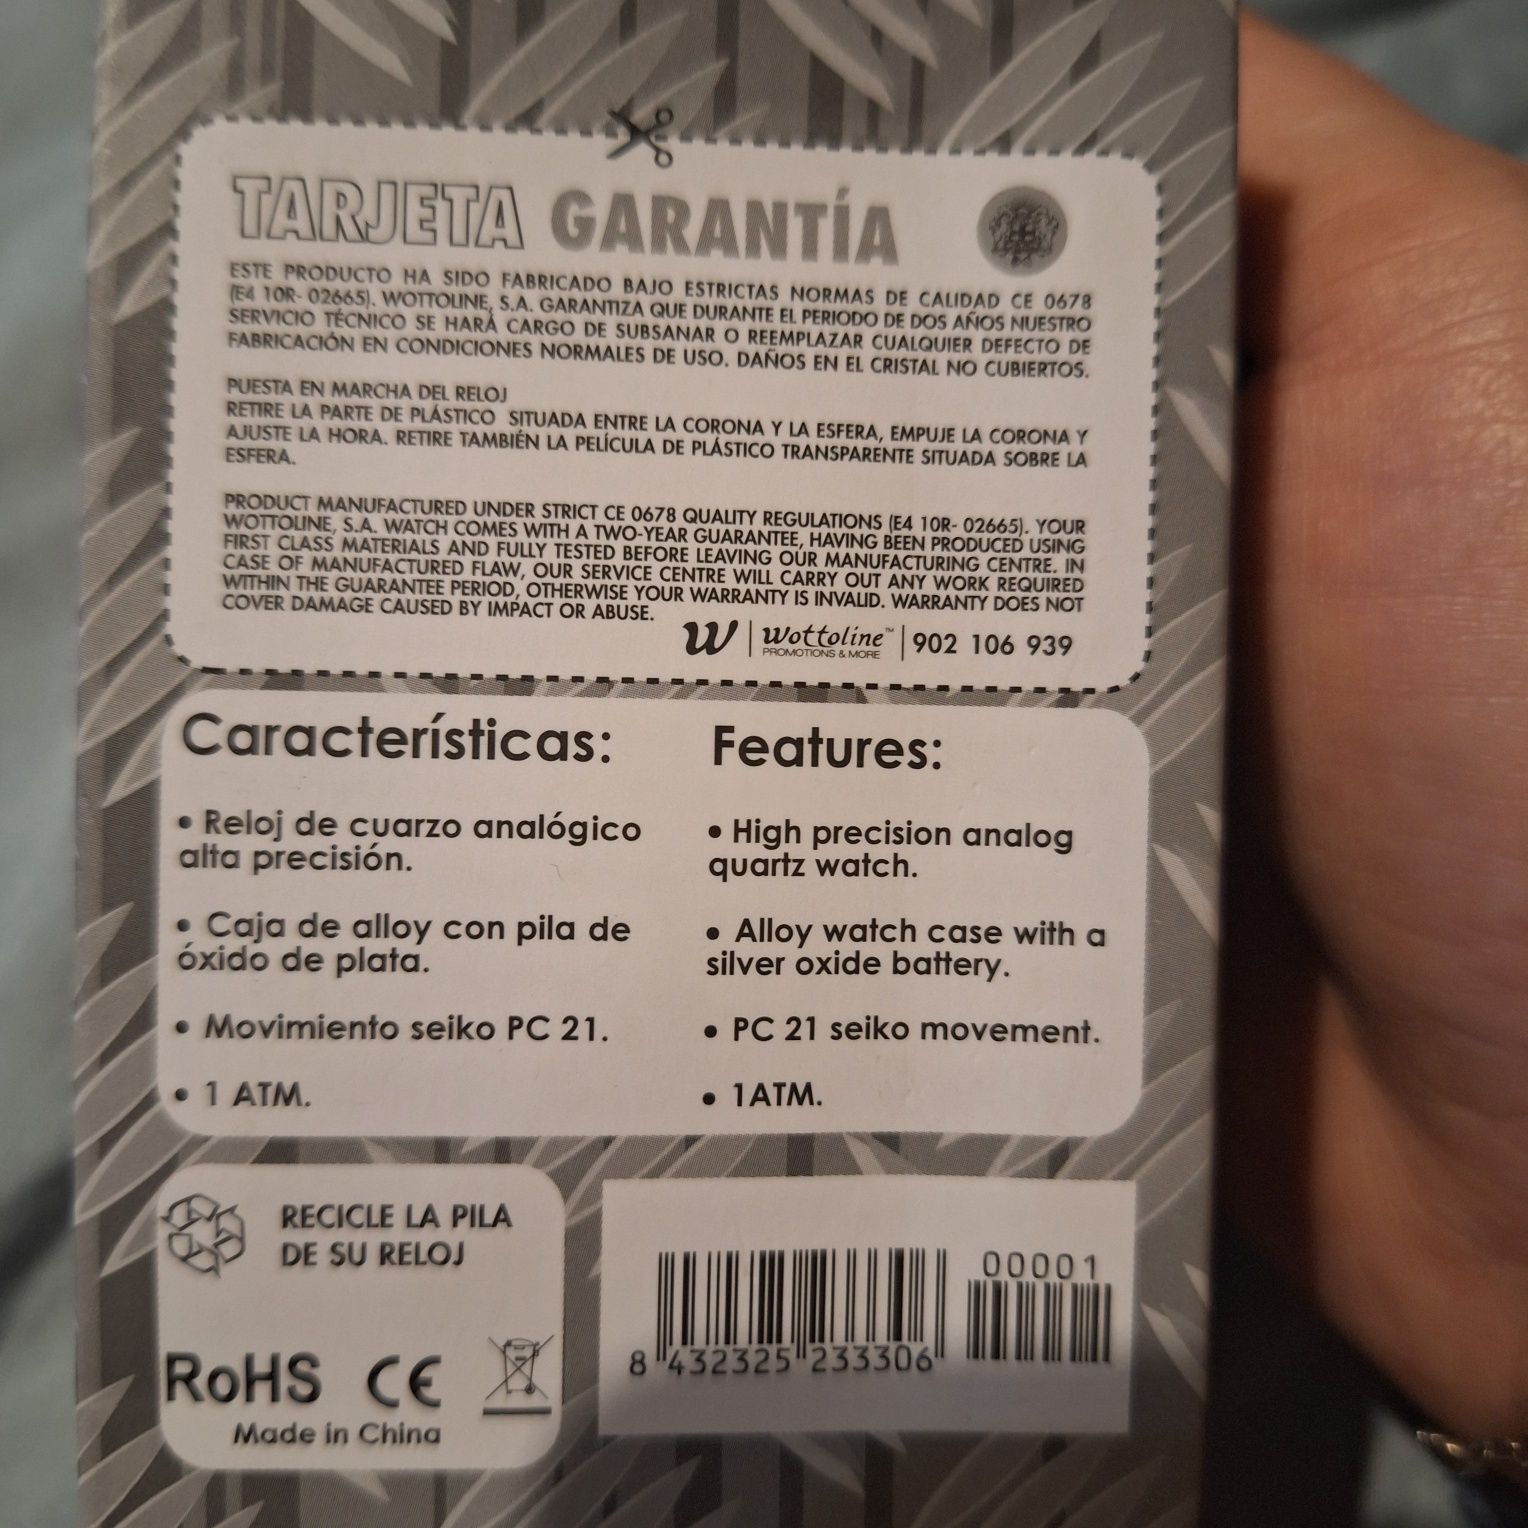 TARJETA GARANTÍA
ESTE PRODUCTO HA SIDO FABRICADO BAJO ESTRICTAS NORMAS DE CALIDAD CE 0678
(E4 10R- 02665). WOTTOLINE, S.A. GARANTIZA QUE DURANTE EL PERIODO DE DOS AÑOS NUESTRO
SERVICIO TÉCNICO SE HARÁ CARGO DE SUBSANAR O REEMPLAZAR CUALQUIER DEFECTO DE
FABRICACIÓN EN CONDICIONES NORMALES DE USO. DAÑOS EN EL CRISTAL NO CUBIERTOS.
PUESTA EN MARCHA DEL RELOJ
RETIRE LA PARTE DE PLÁSTICO SITUADA ENTRE LA CORONA Y LA ESFERA, EMPUJE LA CORONA Y
AJUSTE LA HORA. RETIRE TAMBIÉN LA PELÍCULA DE PLÁSTICO TRANSPARENTE SITUADA SOBRE LA
ESFERA.
PRODUCT MANUFACTURED UNDER STRICT CE 0678 QUALITY REGULATIONS (E4 10R- 02665). YOUR
WOTTOLINE, S.A. WATCH COMES WITH A TWO-YEAR GUARANTEE, HAVING BEEN PRODUCED USING
FIRST CLASS MATERIALS AND FULLY TESTED BEFORE LEAVING OUR MANUFACTURING CENTRE. IN
CASE OF MANUFACTURED FLAW, OUR SERVICE CENTRE WILL CARRY OUT ANY WORK REQUIRED
WITHIN THE GUARANTEE PERIOD, OTHERWISE YOUR WARRANTY IS INVALID. WARRANTY DOES NOT
COVER DAMAGE CAUSED BY IMPACT OR ABUSE.
W | Wottoline™ | 902 106 939
PROMOTIONS & MORE
Características:
• Reloj de cuarzo analógico
alta precisión.
• Caja de alloy con pila de
óxido de plata.
• Movimiento seiko PC 21.
• 1 ATM.
Features:
• High precision analog
quartz watch.
• Alloy watch case with a
silver oxide battery.
• PC 21 seiko movement.
• 1ATM.
RECICLE LA PILA
DE SU RELOJ
RoHS CE
Made in China
00001
8 432325 233306